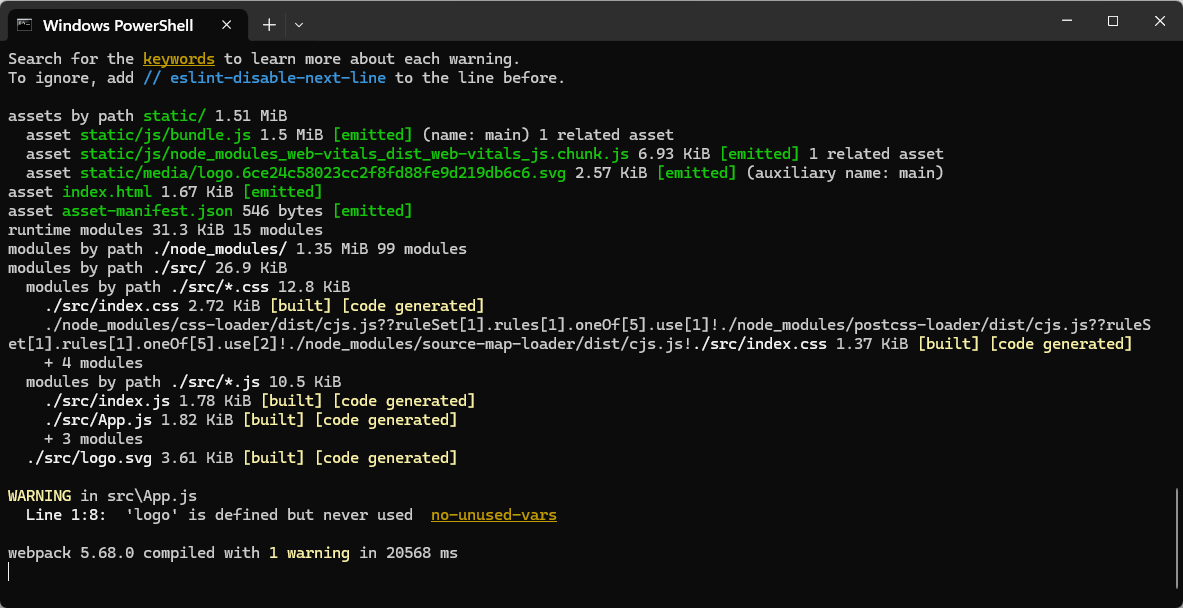 Windows PowerShell
Search for the keywords to learn more about each warning.
To ignore, add // eslint-disable-next-line to the line before.
assets by path static/ 1.51 MiB
asset static/js/bundle.js 1.5 MiB [emitted] (name: main) 1 related asset
asset static/js/node_modules_web-vitals_dist_web-vitals_js.chunk.js 6.93 KiB [emitted] 1 related asset
asset static/media/logo.6ce24c58023cc2f8fd88fe9d219db6c6.svg 2.57 KiB [emitted] (auxiliary name: main)
asset index.html 1.67 KiB [emitted]
asset asset-manifest.json 546 bytes [emitted]
runtime modules 31.3 KiB 15 modules
modules by path ./node_modules/ 1.35 MiB 99 modules
modules by path ./src/ 26.9 KiB
modules by path ./src/*.css 12.8 KiB
./src/index.css 2.72 KiB [built] [code generated]
./node_modules/css-loader/dist/cjs.js??ruleSet[1].rules[1].oneOf[5].use[1]!./node_modules/postcss-loader/dist/cjs.js??ruleS
et[1].rules[1].oneOf[5].use[2]!./node_modules/source-map-loader/dist/cjs.js!./src/index.css 1.37 KiB [built] [code generated]
+ 4 modules
modules by path ./src/*.js 10.5 KiB
./src/index.js 1.78 KiB [built] [code generated]
./src/App.js 1.82 KiB [built] [code generated]
+ 3 modules
./src/logo.svg 3.61 KiB [built] [code generated]
WARNING in src\App.js
Line 1:8:  'logo' is defined but never used  no-unused-vars
webpack 5.68.0 compiled with 1 warning in 20568 ms